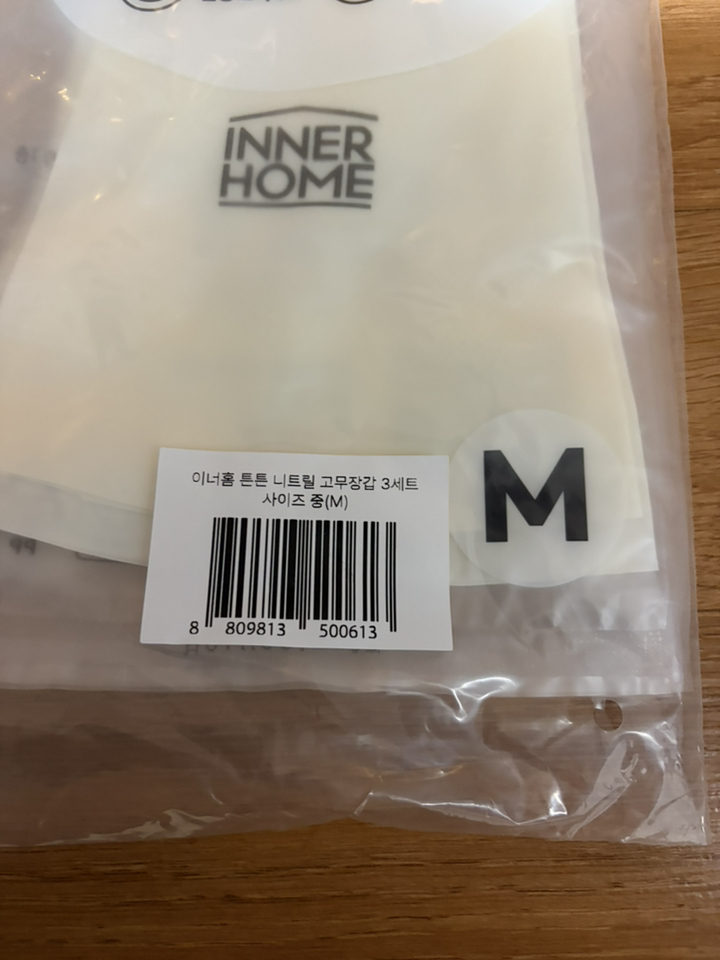 INNER
HOME
이너홈 튼튼 니트릴 고무장갑 3세트
사이즈 중(M)
8 809813 500613
M